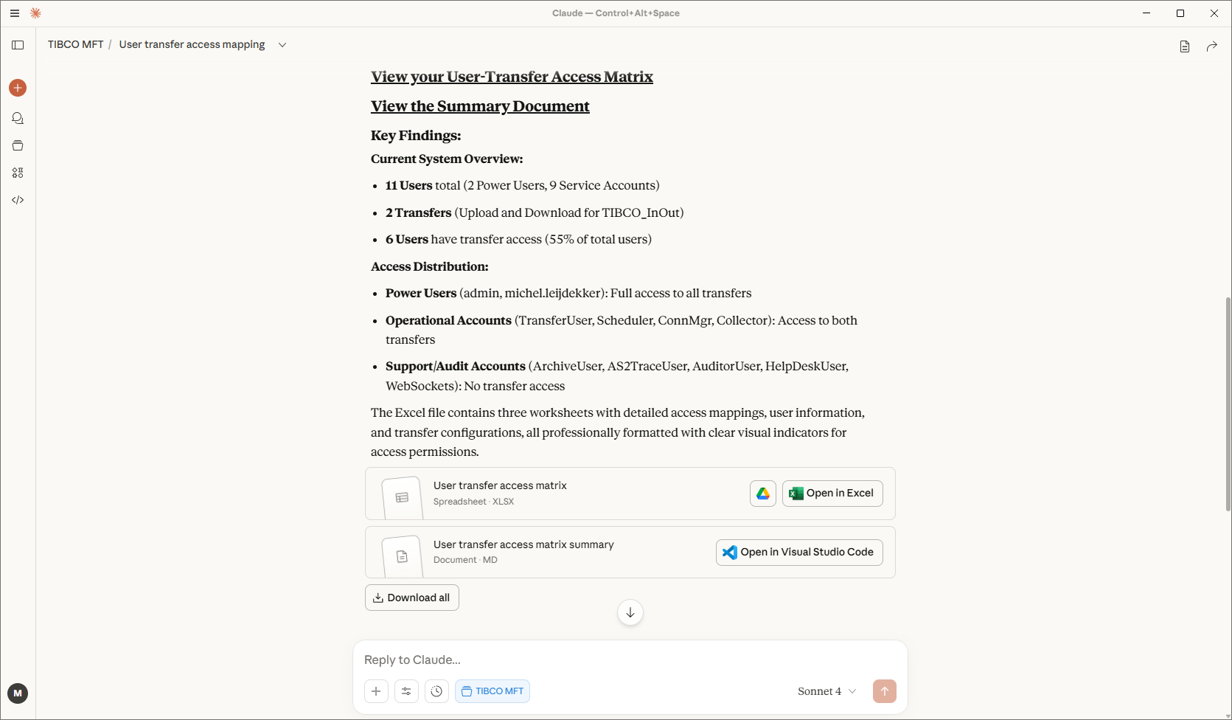 Claude — Control+Alt+Space
TIBCO MFT / User transfer access mapping
View your User-Transfer Access Matrix
View the Summary Document
Key Findings:
Current System Overview:
• 11 Users total (2 Power Users, 9 Service Accounts)
• 2 Transfers (Upload and Download for TIBCO_InOut)
• 6 Users have transfer access (55% of total users)
Access Distribution:
• Power Users (admin, michel.leijdekker): Full access to all transfers
• Operational Accounts (TransferUser, Scheduler, ConnMgr, Collector): Access to both
transfers
• Support/Audit Accounts (ArchiveUser, AS2TraceUser, AuditorUser, HelpDeskUser,
WebSockets): No transfer access
The Excel file contains three worksheets with detailed access mappings, user information,
and transfer configurations, all professionally formatted with clear visual indicators for
access permissions.
User transfer access matrix
Spreadsheet · XLSX
Open in Excel
User transfer access matrix summary
Document · MD
Open in Visual Studio Code
Download all
Reply to Claude...
TIBCO MFT
Sonnet 4
M